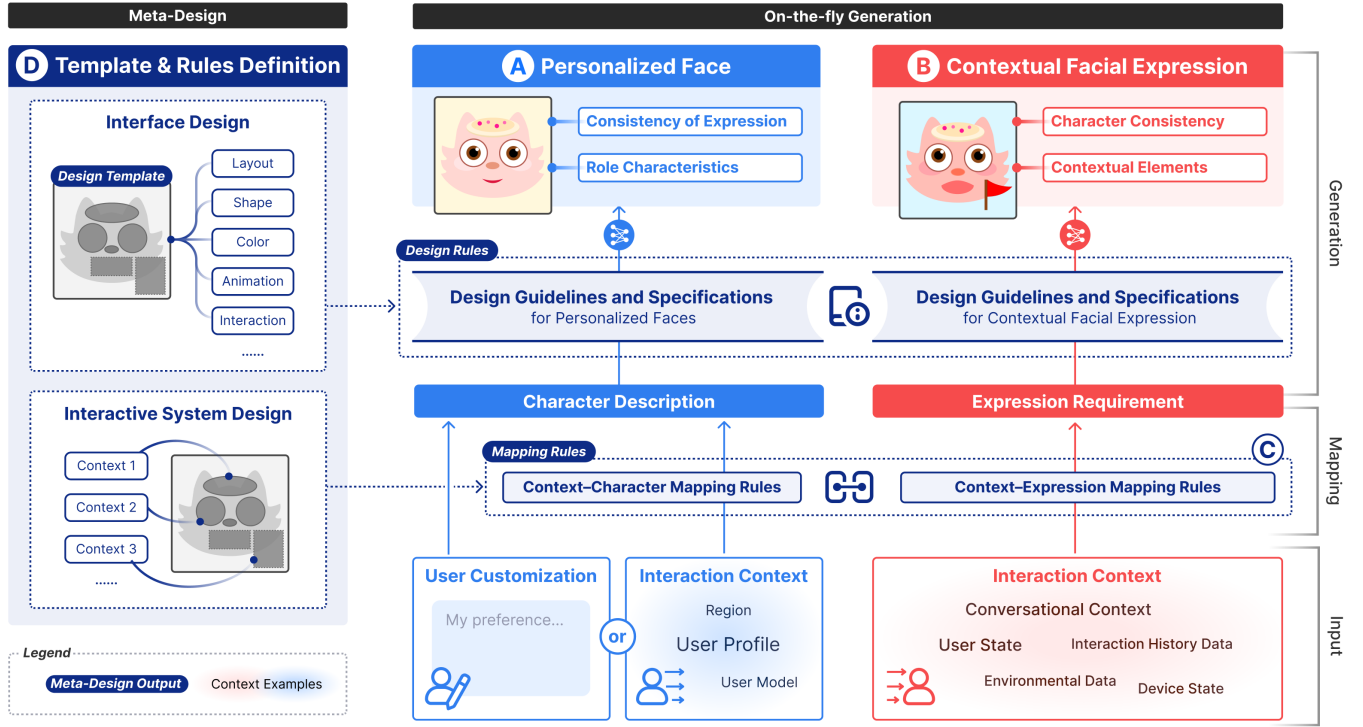 Meta-Design
On-the-fly Generation
D Template & Rules Definition
Interface Design
Design Template
Layout
Shape
Color
Animation
Interaction
......
Interactive System Design
Context 1
Context 2
Context 3
......
Legend
Meta-Design Output
Context Examples
A Personalized Face
Consistency of Expression
Role Characteristics
B Contextual Facial Expression
Character Consistency
Contextual Elements
Design Rules
Design Guidelines and Specifications
for Personalized Faces
Design Guidelines and Specifications
for Contextual Facial Expression
Character Description
Expression Requirement
Mapping Rules
C
Context–Character Mapping Rules
Context–Expression Mapping Rules
User Customization
My preference...
or
Interaction Context
Region
User Profile
User Model
Interaction Context
Conversational Context
User State
Interaction History Data
Environmental Data
Device State
Generation
Mapping
Input